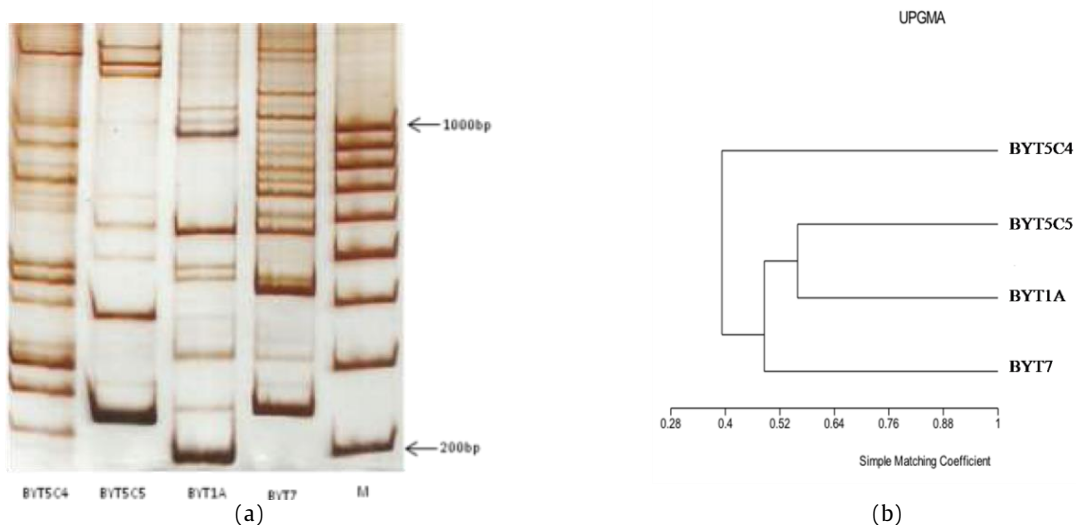 1000bp
200bp
BYT5C4 BYT5C5 BYT1A BYT7 M
(a)
UPGMA
BYT5C4
BYT5C5
BYT1A
BYT7
0.28 0.4 0.52 0.64 0.76 0.88 1
Simple Matching Coefficient
(b)